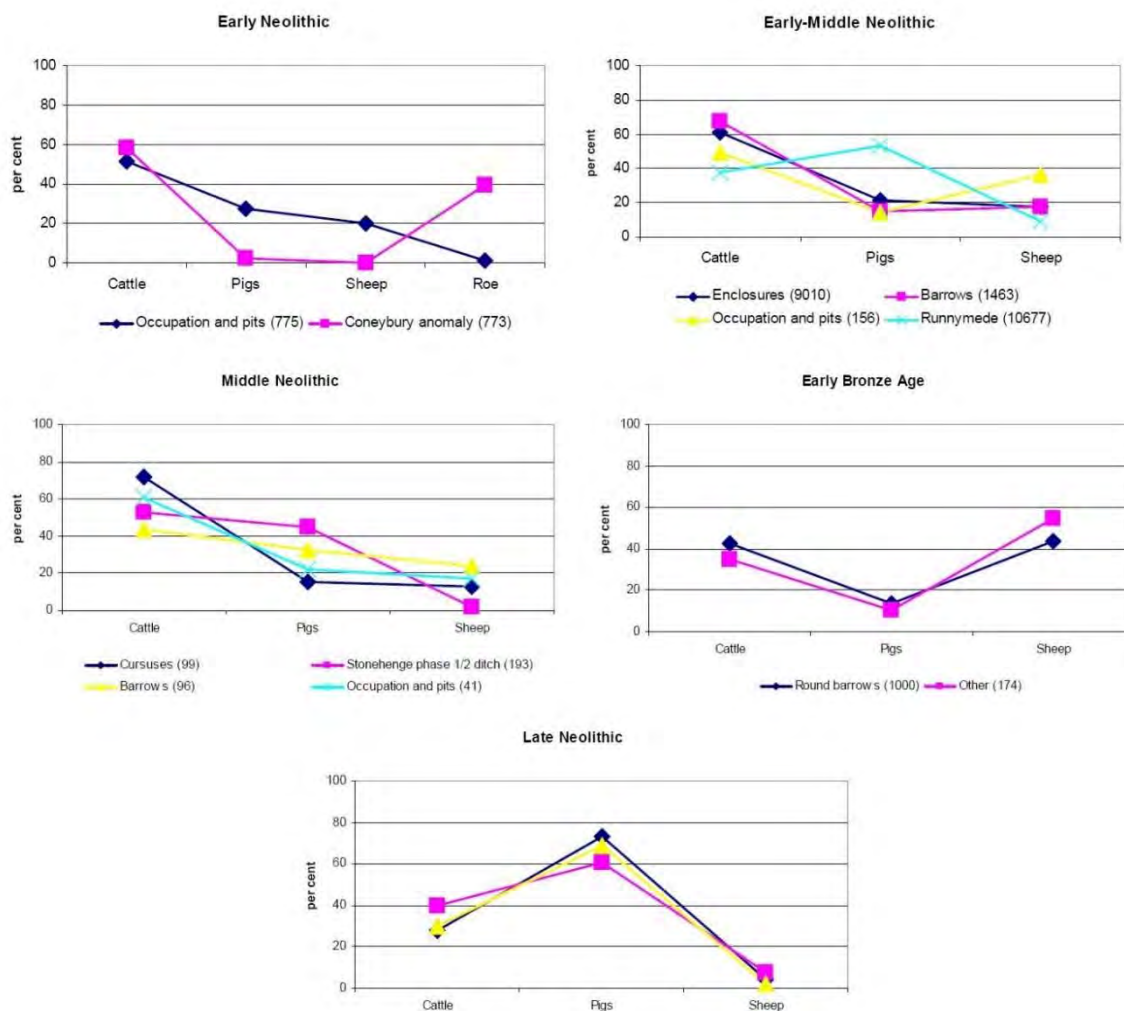 Early Neolithic
100
80
60
40
20
0
per cent
Cattle Pigs Sheep Roe
Occupation and pits (775) Coneybury anomaly (773)
Early-Middle Neolithic
100
80
60
40
20
0
per cent
Cattle Pigs Sheep
Enclosures (9010) Barrows (1463)
Occupation and pits (156) Runnymede (10677)
Middle Neolithic
100
80
60
40
20
0
per cent
Cattle Pigs Sheep
Cursuses (99) Stonehenge phase 1/2 ditch (193)
Barrows (96) Occupation and pits (41)
Early Bronze Age
100
80
60
40
20
0
per cent
Cattle Pigs Sheep
Round barrows (1000) Other (174)
Late Neolithic
100
80
60
40
20
0
per cent
Cattle Pigs Sheep